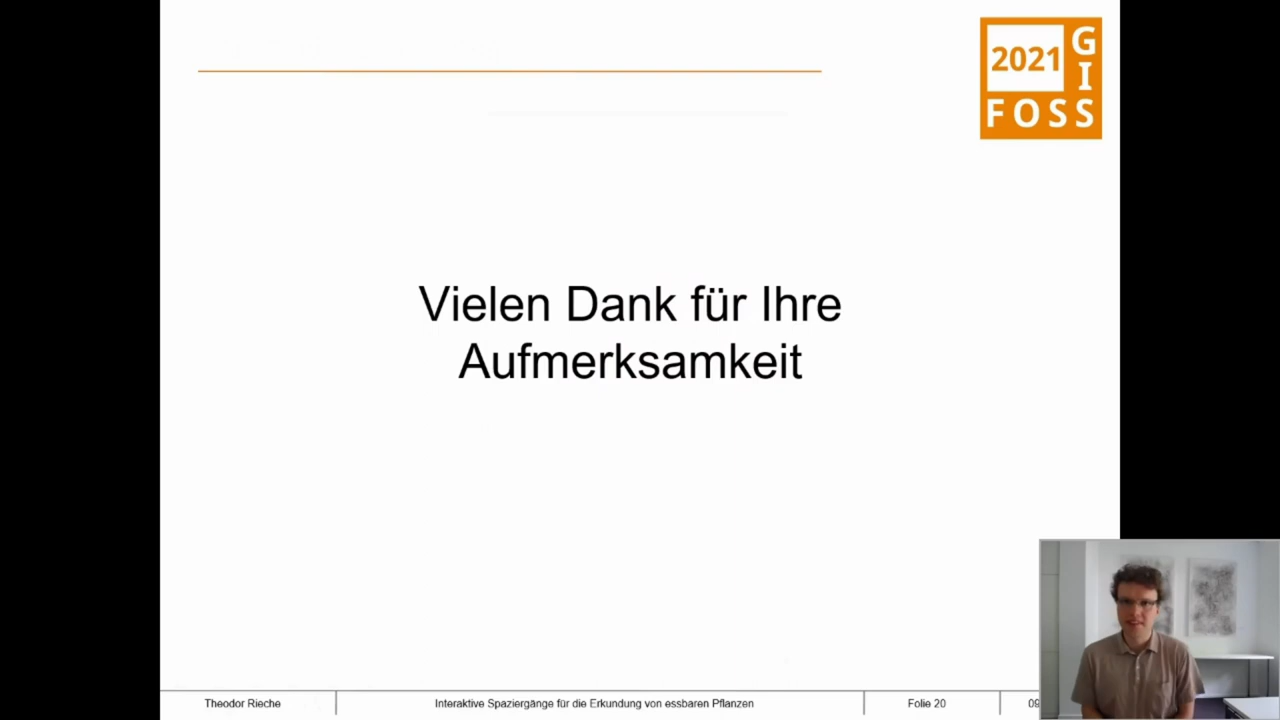 2021
G
I
FOSS
Vielen Dank für Ihre
Aufmerksamkeit
Theodor Rieche
Interaktive Spaziergänge für die Erkundung von essbaren Pflanzen
Folie 20
09